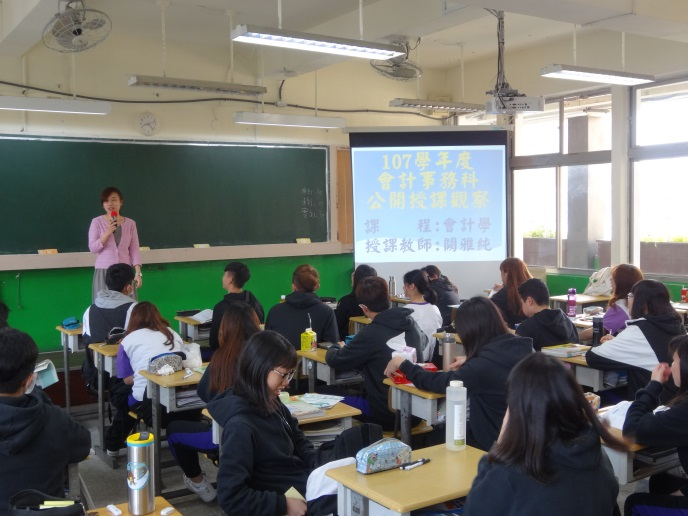 107學年度
會計事務科
公開授課觀察
課 程:會計學
授課教師:闕雅純